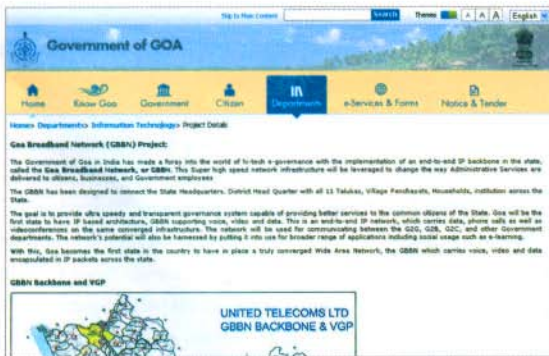 Skip to Main Content Search Themes A A A English
Government of GOA
Home Know Goa Government Citizen Departments e-Services & Forms Notice & Tender
Home> Departments> Information Technology> Project Details
Goa Broadband Network (GBBN) Project:
The Government of Goa in India has made a foray into the world of hi-tech e-governance with the implementation of an end-to-end IP backbone in the state,
called the Goa Broadband Network, or GBBN. This Super high speed network infrastructure will be leveraged to change the way Administrative Services are
delivered to citizens, businesses, and Government employees
The GBBN has been designed to connect the State Headquarters, District Head Quarter with all 11 Talukas, Village Panchayats, Households, institution across the
State.
The goal is to provide ultra speedy and transparent governance system capable of providing better services to the common citizens of the State. Goa will be the
first state to have IP based architecture, GBBN supporting voice, video and data. This is an end-to-end IP network, which carries data, phone calls as well as
videoconferences on the same converged infrastructure. The network will be used for communicating between the G2G, G2B, G2C, and other Government
departments. The network's potential will also be harnessed by putting it into use for broader range of applications including social usage such as e-learning.
With this, Goa becomes the first state in the country to have in place a truly converged Wide Area Network, the GBBN which carries voice, video and data
encapsulated in IP packets across the state.
GBBN Backbone and VGP
UNITED TELECOMS LTD
GBBN BACKBONE & VGP